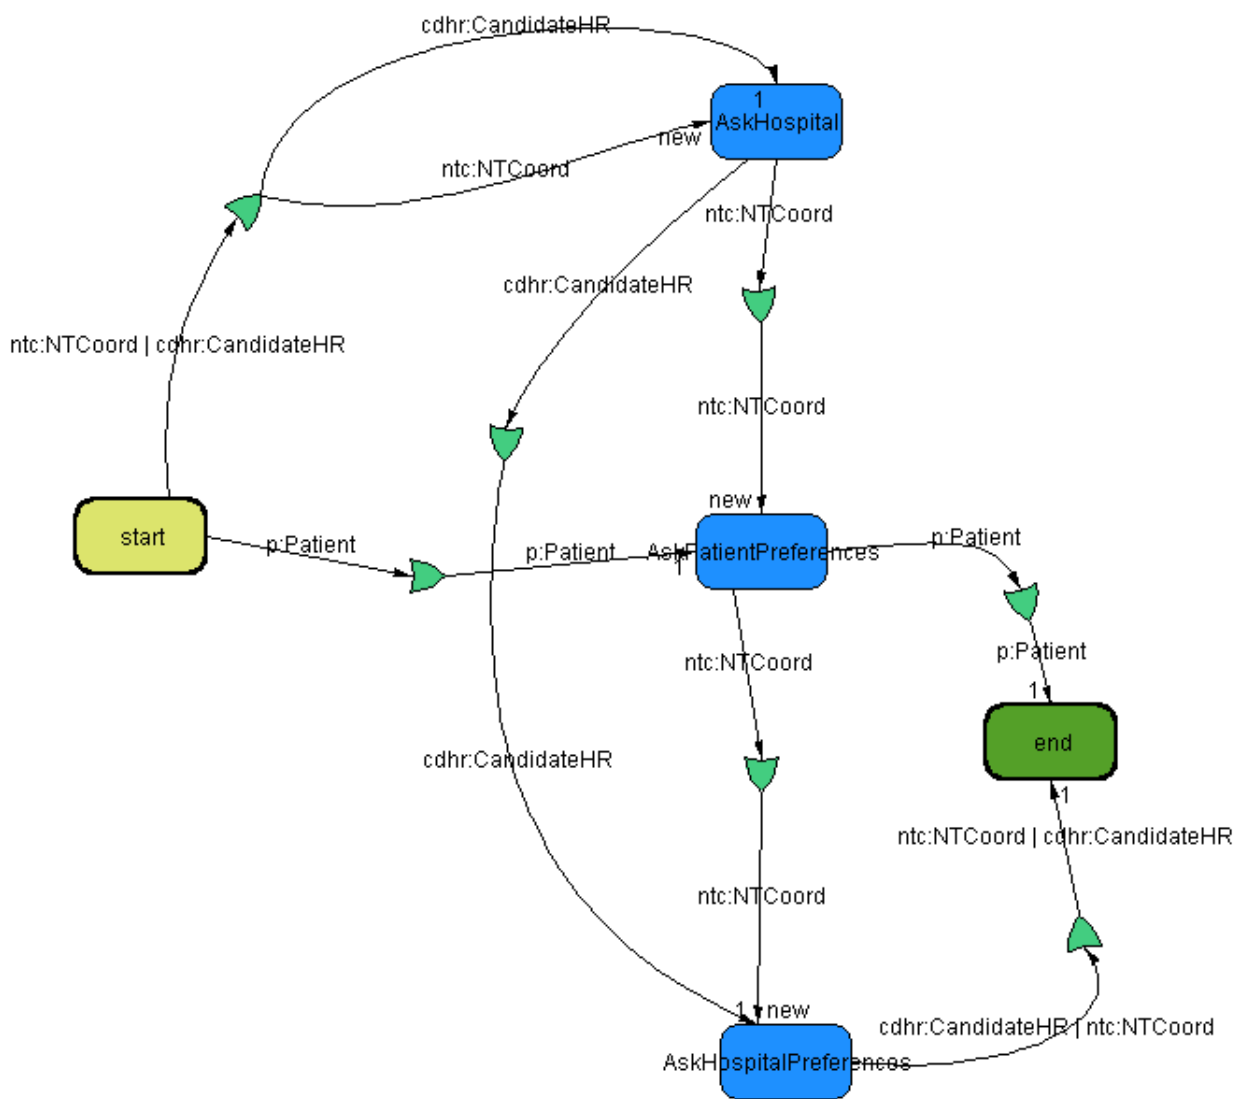 cdhr:CandidateHR
1
AskHospital
new
ntc:NTCoord
ntc:NTCoord
cdhr:CandidateHR
ntc:NTCoord | cdhr:CandidateHR
ntc:NTCoord
new
start
p:Patient
p:Patient
1
AskPatientPreferences
p:Patient
ntc:NTCoord
p:Patient
1
end
cdhr:CandidateHR
1
ntc:NTCoord | cdhr:CandidateHR
ntc:NTCoord
1
new
cdhr:CandidateHR | ntc:NTCoord
AskHospitalPreferences